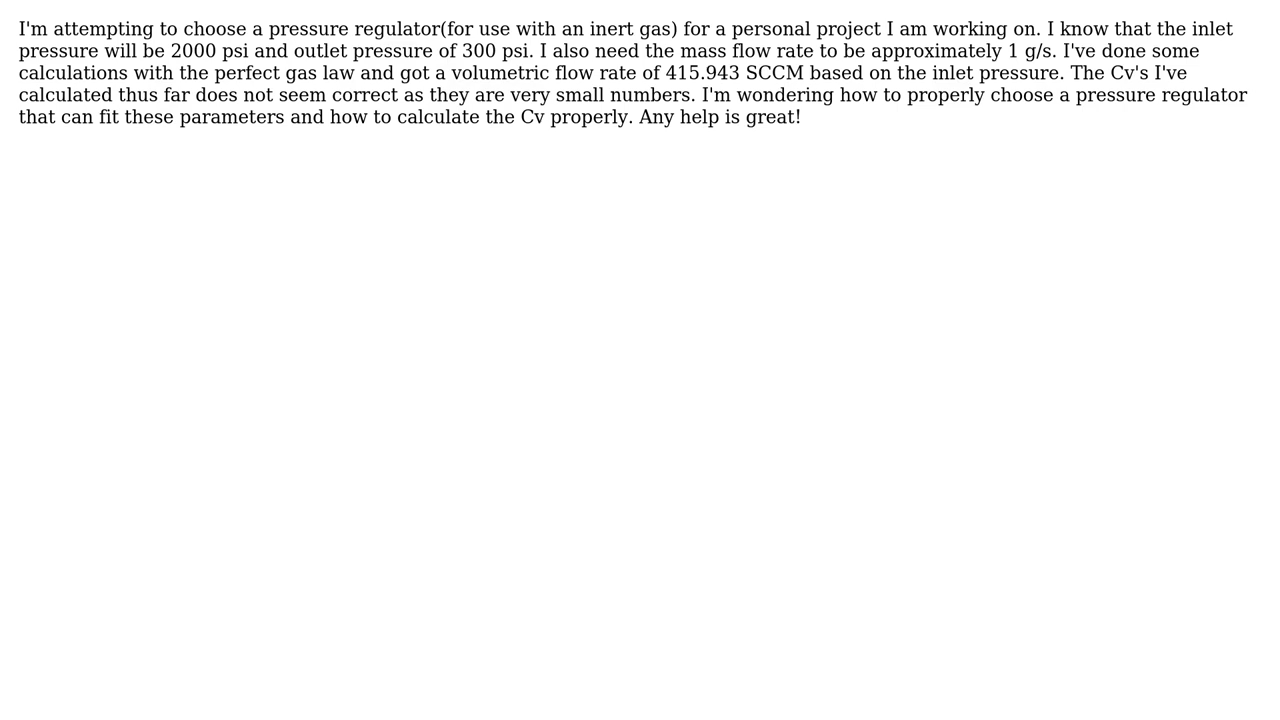 I'm attempting to choose a pressure regulator(for use with an inert gas) for a personal project I am working on. I know that the inlet
pressure will be 2000 psi and outlet pressure of 300 psi. I also need the mass flow rate to be approximately 1 g/s. I've done some
calculations with the perfect gas law and got a volumetric flow rate of 415.943 SCCM based on the inlet pressure. The Cv's I've
calculated thus far does not seem correct as they are very small numbers. I'm wondering how to properly choose a pressure regulator
that can fit these parameters and how to calculate the Cv properly. Any help is great!